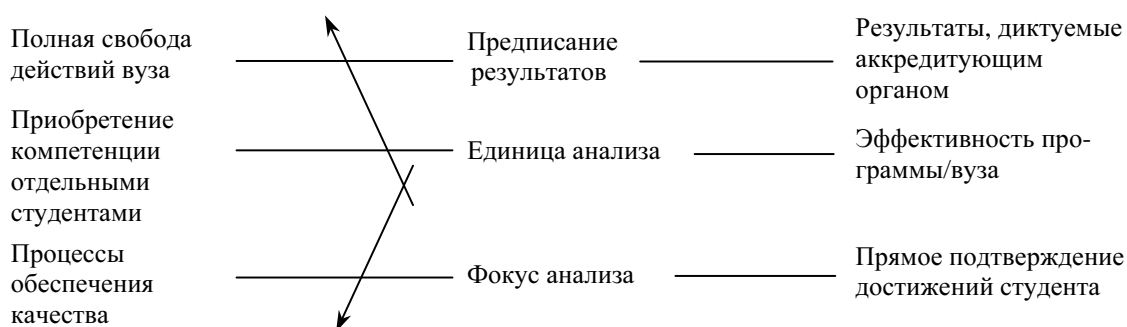 Полная свобода
действий вуза
Предписание
результатов
Результаты, диктуемые
аккредитующим
органом
Приобретение
компетенции
отдельными
студентами
Единица анализа
Эффективность про-
граммы/вуза
Процессы
обеспечения
качества
Фокус анализа
Прямое подтверждение
достижений студента